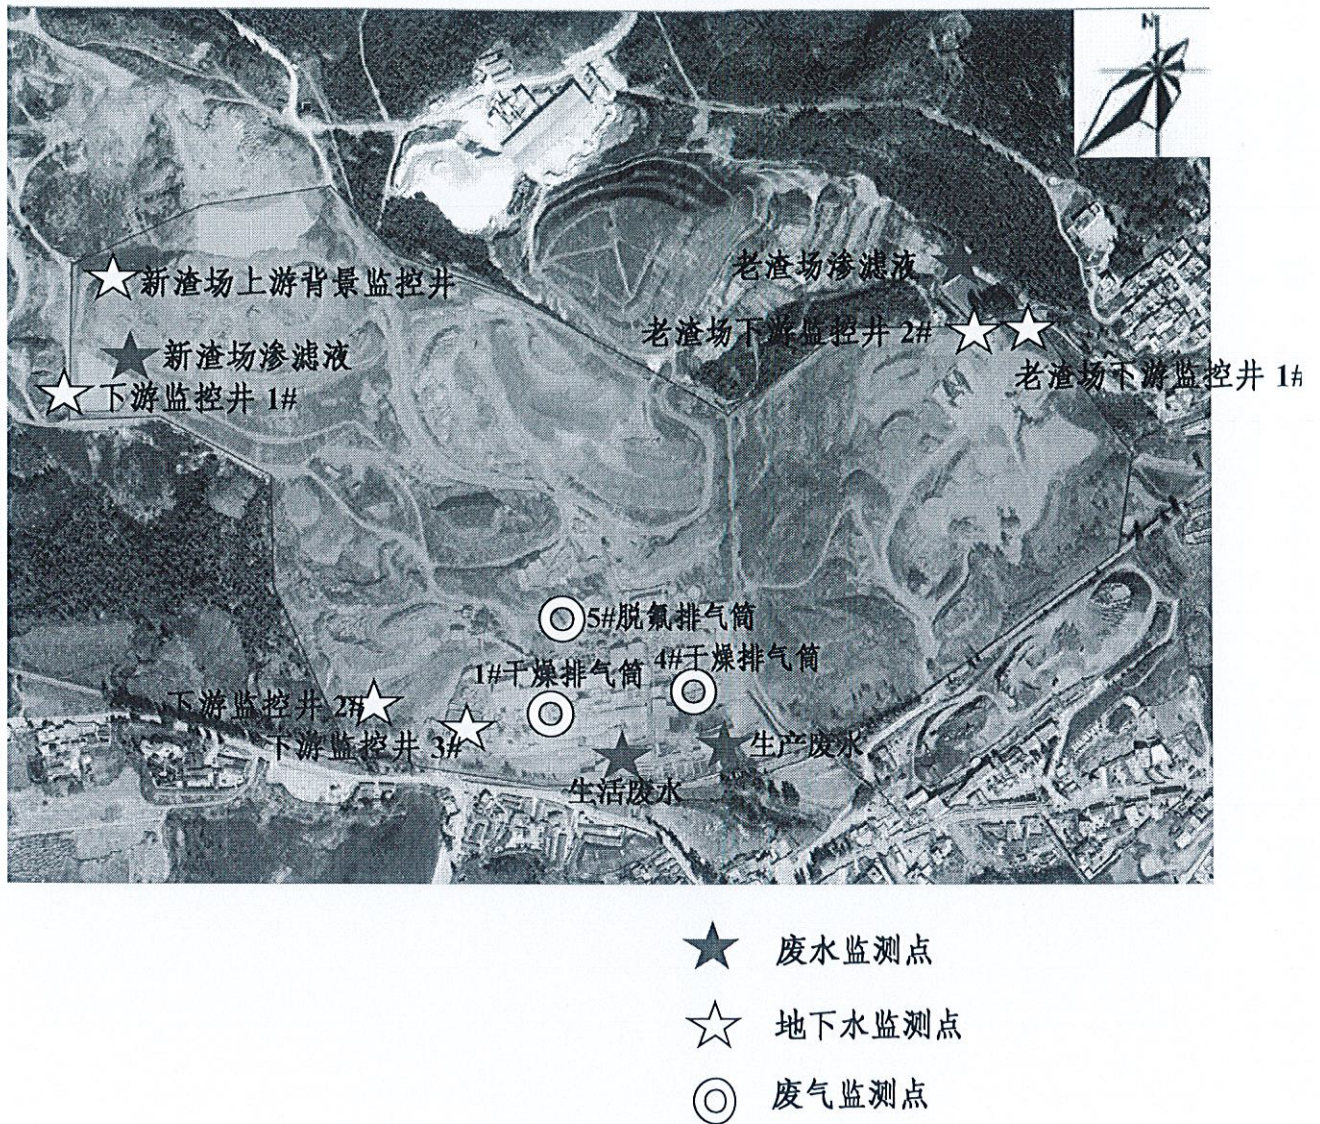 N
新渣场上游背景监控井
老渣场渗滤液
老渣场下游监控井 2#
新渣场渗滤液
老渣场下游监控井 1#
下游监控井 1#
5#脱氟排气筒
4#干燥排气筒
1#干燥排气筒
下游监控井 2#
下游监控井 3#
生产废水
生活废水
废水监测点
地下水监测点
废气监测点